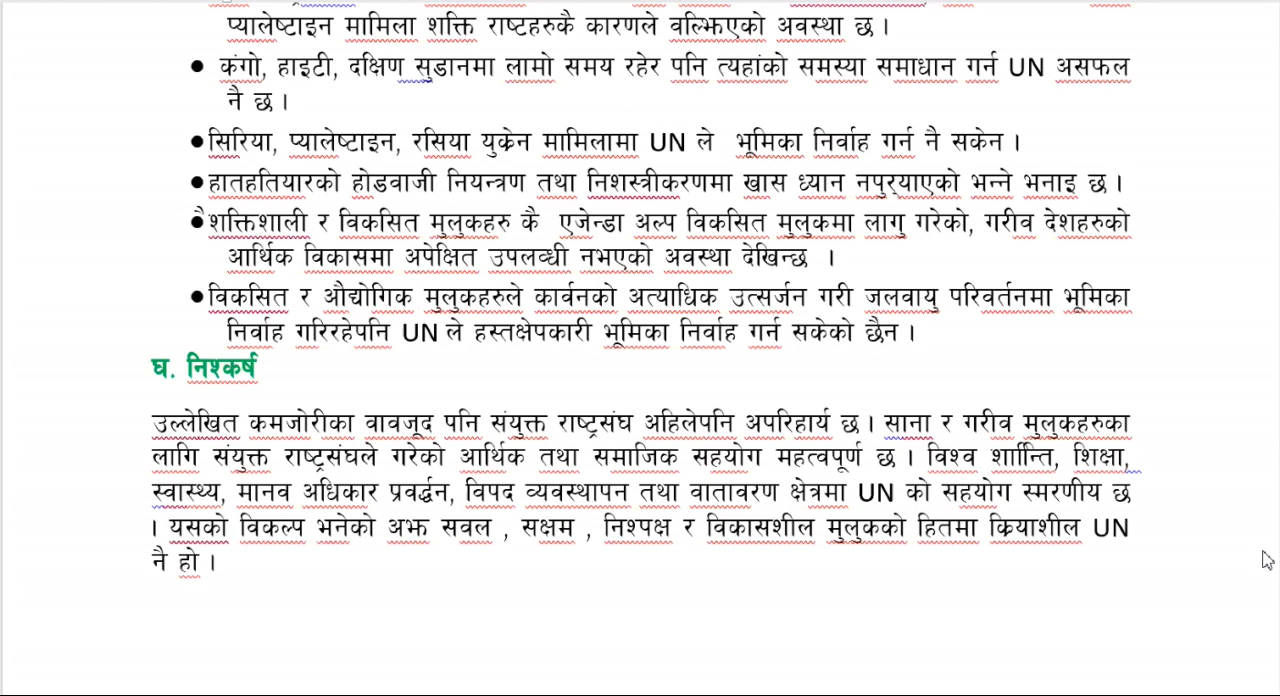 प्यालेष्टाइन मामिला शक्ति राष्टहरुकै कारणले वल्झिएको अवस्था छ ।
● कंगो, हाइटी, दक्षिण सुडानमा लामो समय रहेर पनि त्यहांको समस्या समाधान गर्न UN असफल
नै छ ।
● सिरिया, प्यालेष्टाइन, रसिया युक्रेन मामिलामा UN ले भूमिका निर्वाह गर्न नै सकेन ।
● हातहतियारको होडवाजी नियन्त्रण तथा निशस्त्रीकरणमा खास ध्यान नपुर्‍याएको भन्ने भनाइ छ ।
● शक्तिशाली र विकसित मुलुकहरु कै एजेन्डा अल्प विकसित मुलुकमा लागु गरेको, गरीव देशहरुको
आर्थिक विकासमा अपेक्षित उपलव्धी नभएको अवस्था देखिन्छ ।
● विकसित र औद्योगिक मुलुकहरुले कार्वनको अत्याधिक उत्सर्जन गरी जलवायु परिवर्तनमा भूमिका
निर्वाह गरिरहेपनि UN ले हस्तक्षेपकारी भूमिका निर्वाह गर्न सकेको छैन ।
घ. निश्कर्ष
उल्लेखित कमजोरीका वावजूद पनि संयुक्त राष्ट्रसंघ अहिलेपनि अपरिहार्य छ । साना र गरीव मुलुकहरुका
लागि संयुक्त राष्ट्रसंघले गरेको आर्थिक तथा समाजिक सहयोग महत्वपूर्ण छ । विश्व शान्ति, शिक्षा,
स्वास्थ्य, मानव अधिकार प्रवर्द्धन, विपद व्यवस्थापन तथा वातावरण क्षेत्रमा UN को सहयोग स्मरणीय छ
। यसको विकल्प भनेको अझ सवल , सक्षम , निश्पक्ष र विकासशील मुलुकको हितमा क्रियाशील UN
नै हो ।